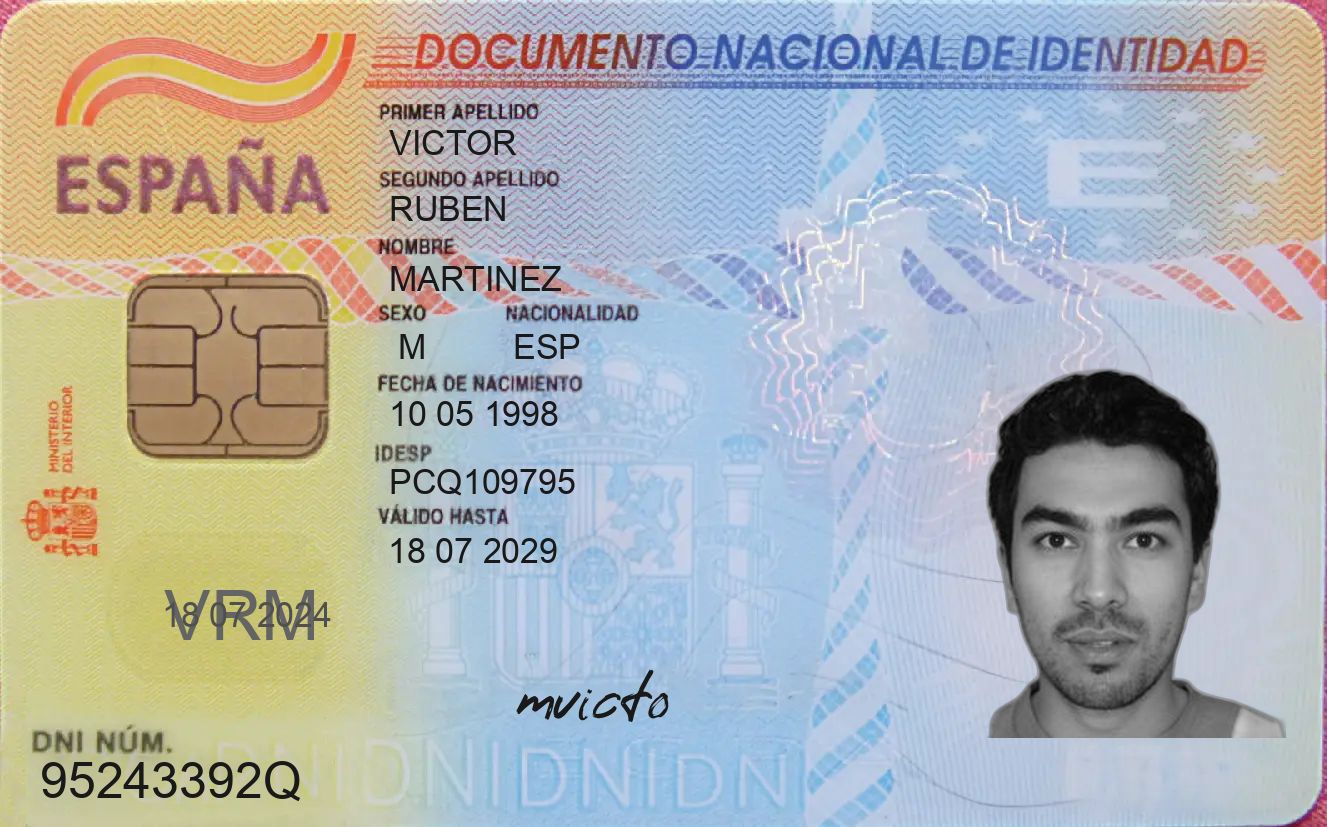 DOCUMENTO NACIONAL DE IDENTIDAD
ESPAÑA
PRIMER APELLIDO
VICTOR
SEGUNDO APELLIDO
RUBEN
NOMBRE
MARTINEZ
SEXO NACIONALIDAD
M ESP
FECHA DE NACIMIENTO
10 05 1998
IDESP
PCQ109795
VÁLIDO HASTA
18 07 2029
MINISTERIO
DEL INTERIOR
E
18 07 2024
VRM
mvicto
DNI NÚM.
95243392Q
DNIDNIDNIDNI